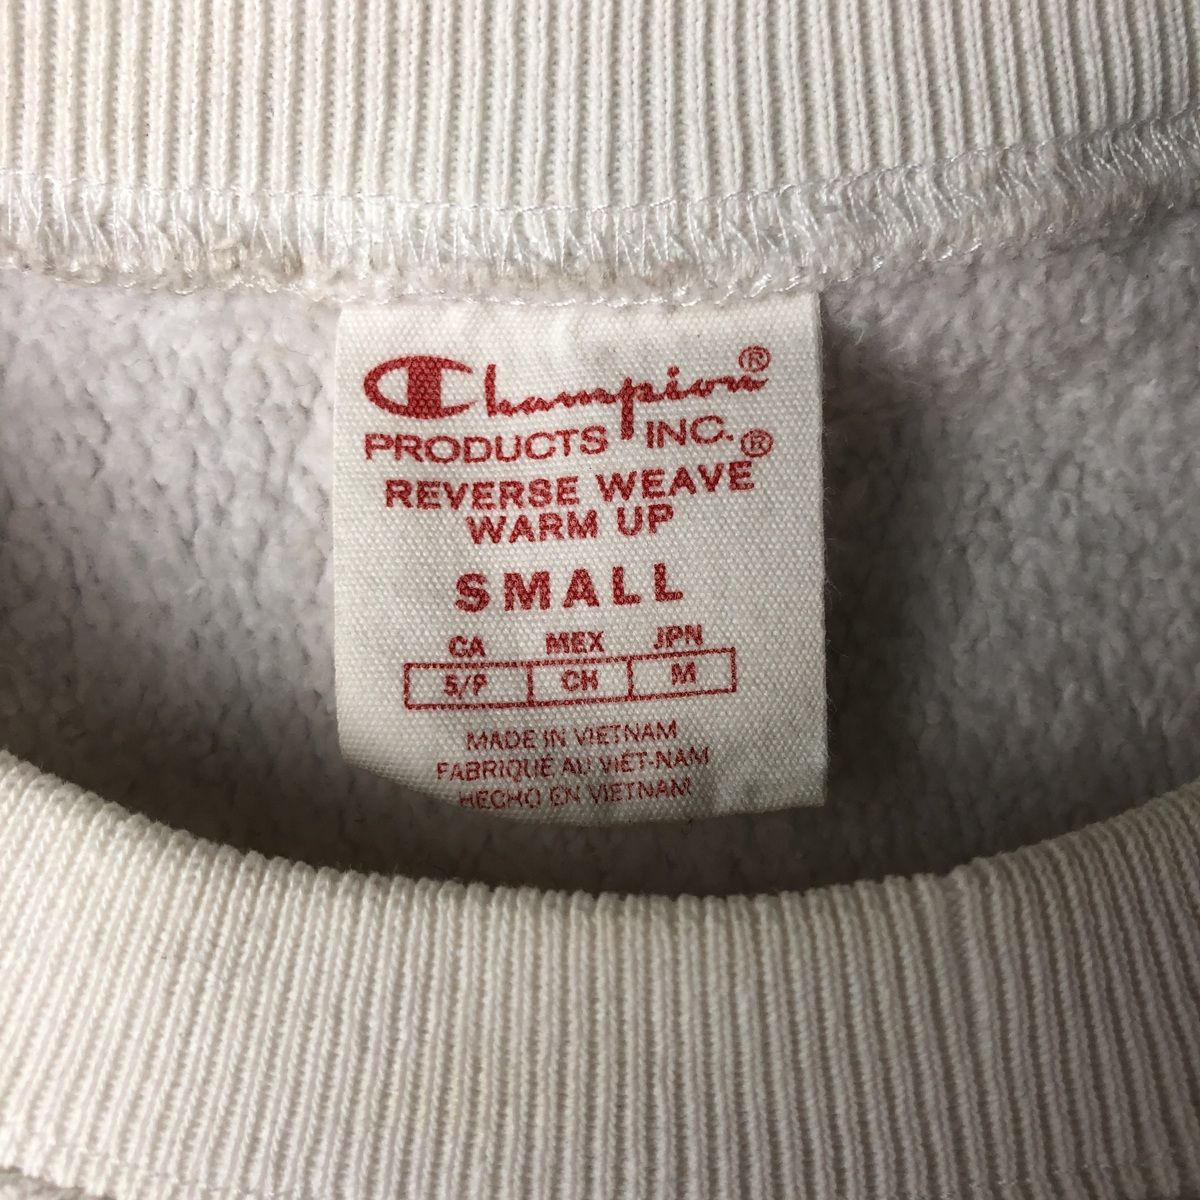 Champion®
PRODUCTS INC.
REVERSE WEAVE®
WARM UP
SMALL
CA MEX JPN
S/P CH M
MADE IN VIETNAM
FABRIQUÉ AU VIÊT-NAM
HECHO EN VIETNAM